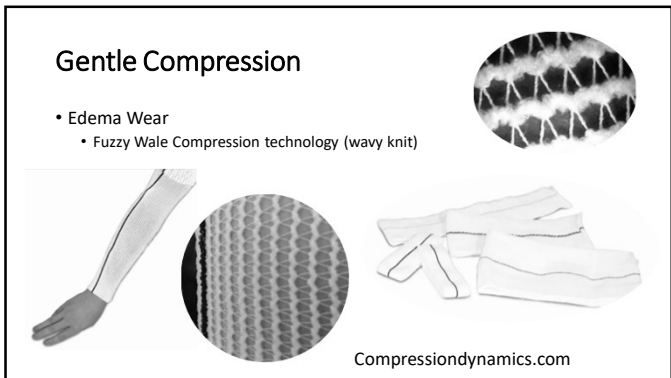 Gentle Compression
• Edema Wear
• Fuzzy Wale Compression technology (wavy knit)
Compressiondynamics.com